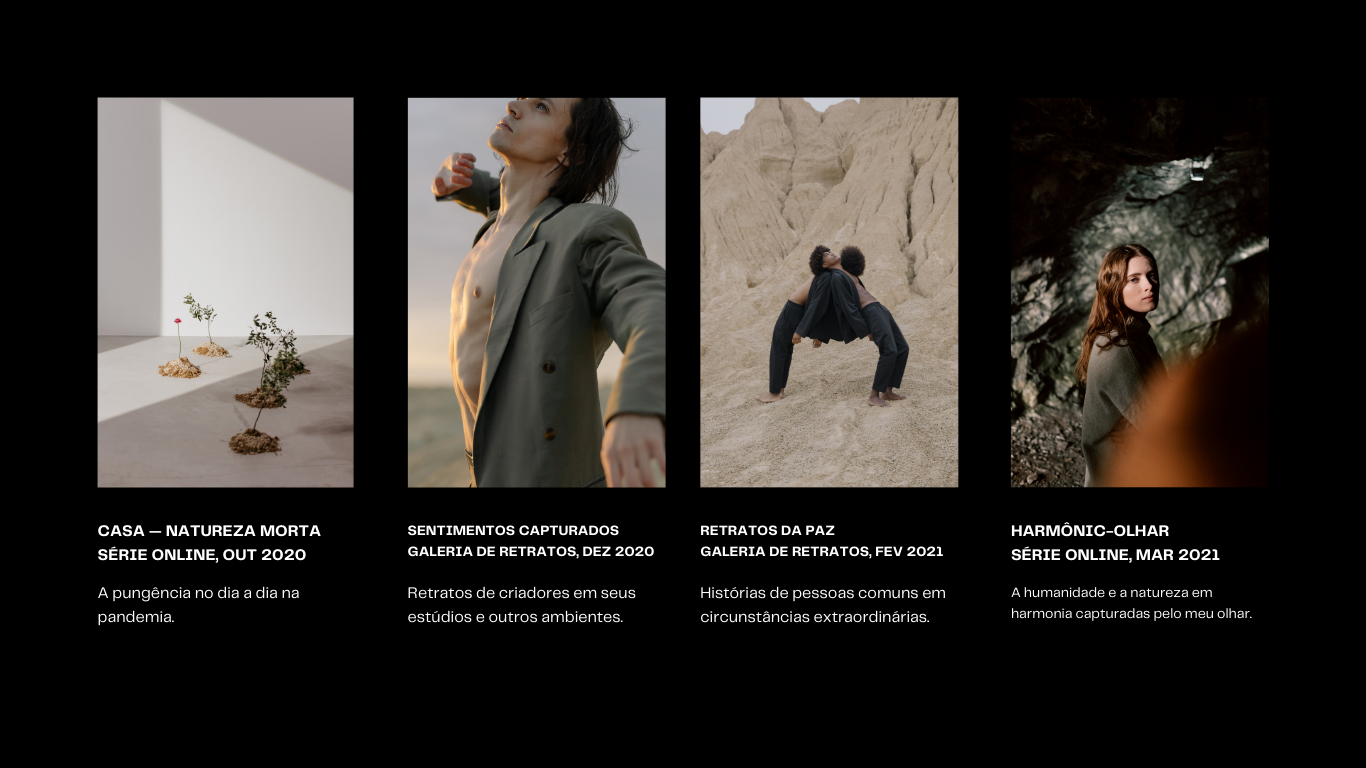 CASA — NATUREZA MORTA
SÉRIE ONLINE, OUT 2020
A pungência no dia a dia na
pandemia.
SENTIMENTOS CAPTURADOS
GALERIA DE RETRATOS, DEZ 2020
Retratos de criadores em seus
estúdios e outros ambientes.
RETRATOS DA PAZ
GALERIA DE RETRATOS, FEV 2021
Histórias de pessoas comuns em
circunstâncias extraordinárias.
HARMÔNIC-OLHAR
SÉRIE ONLINE, MAR 2021
A humanidade e a natureza em
harmonia capturadas pelo meu olhar.